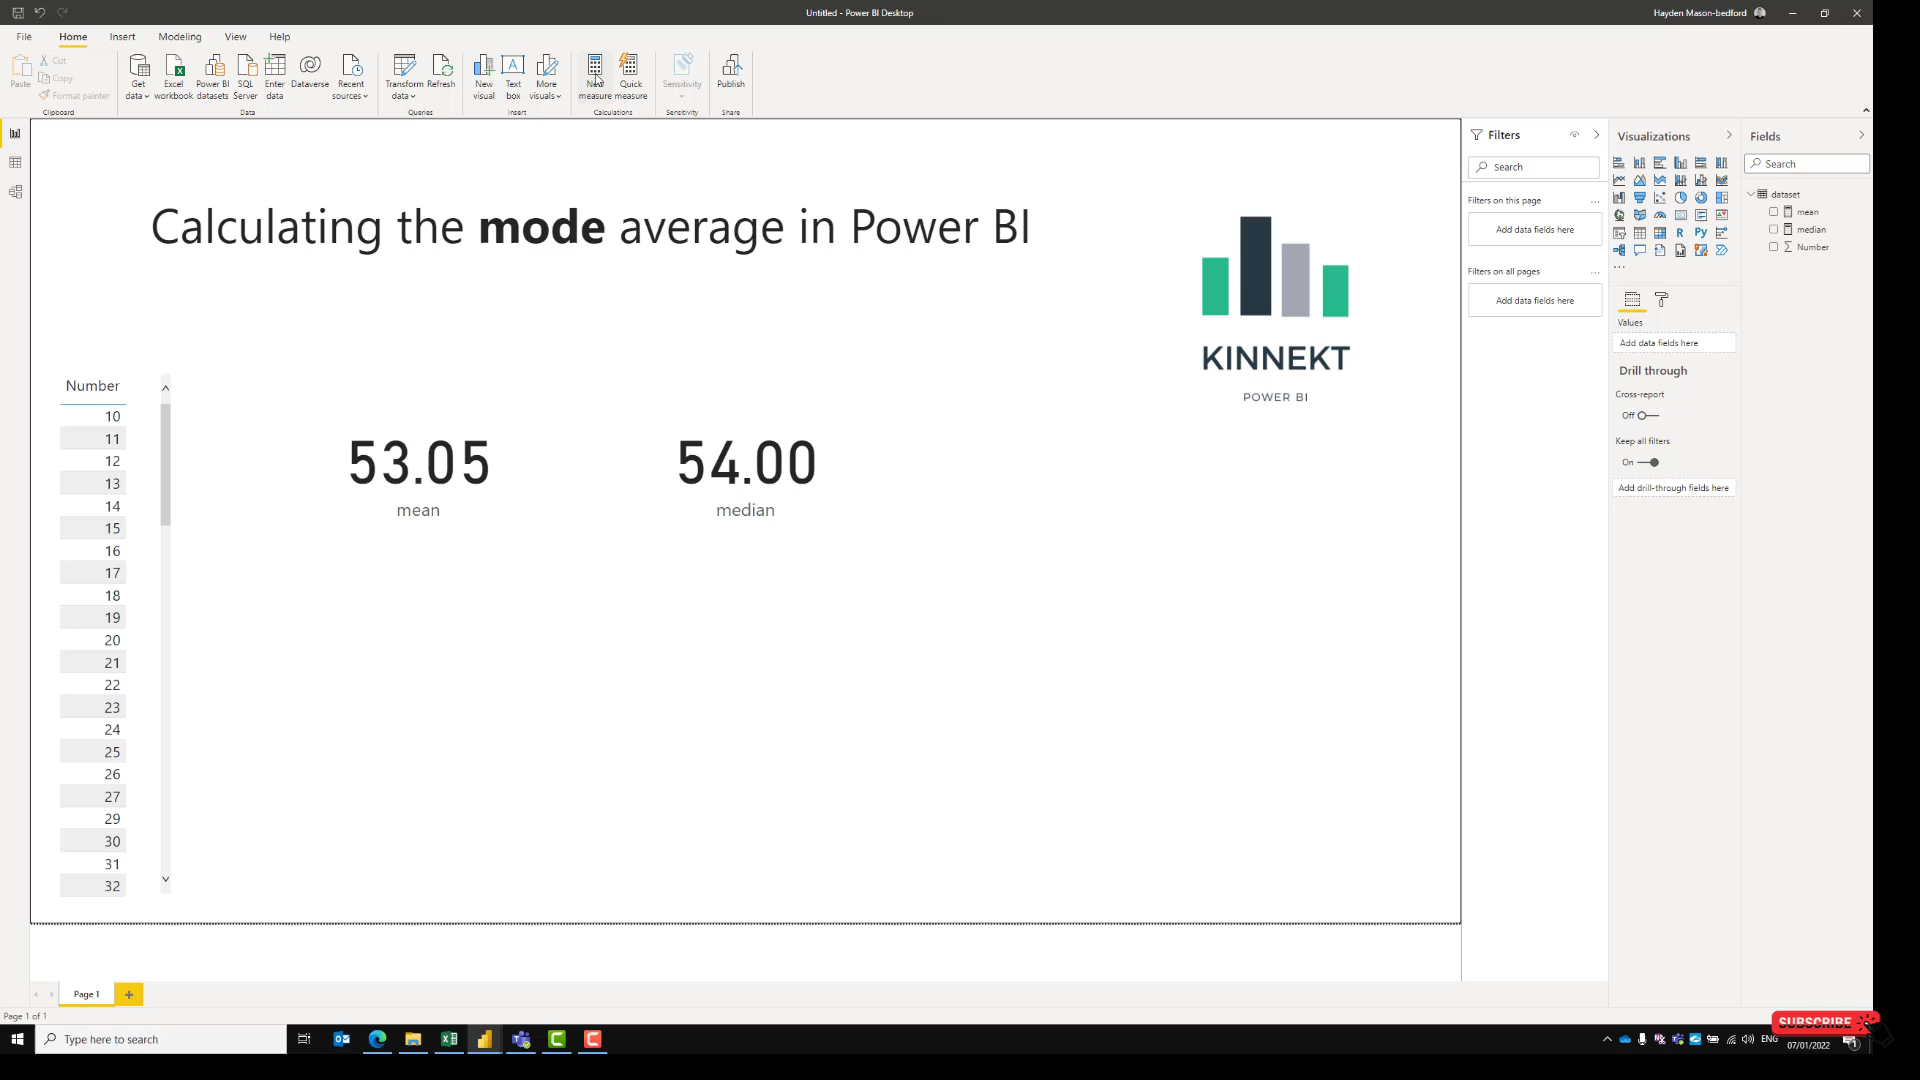 Untitled - Power BI Desktop
Hayden Mason-bedford
File Home Insert Modeling View Help
Paste
Cut
Copy
Format painter
Clipboard
Get data
Excel workbook
Power BI datasets
SQL Server
Enter data
Dataverse
Recent sources
Data
Transform data
Refresh
Queries
New visual
Text box
More visuals
Insert
New measure
Quick measure
Calculations
Sensitivity
Sensitivity
Publish
Share
Calculating the mode average in Power BI
KINNEKT
POWER BI
Number
10
11
12
13
14
15
16
17
18
19
20
21
22
23
24
25
26
27
29
30
31
32
53.05
mean
54.00
median
Filters
Search
Filters on this page
Add data fields here
Filters on all pages
Add data fields here
Visualizations
R
Py
Values
Add data fields here
Drill through
Cross-report
Off
Keep all filters
On
Add drill-through fields here
Fields
Search
dataset
mean
median
Number
Page 1
Page 1 of 1
SUBSCRIBE
Type here to search
ENG
07/01/2022